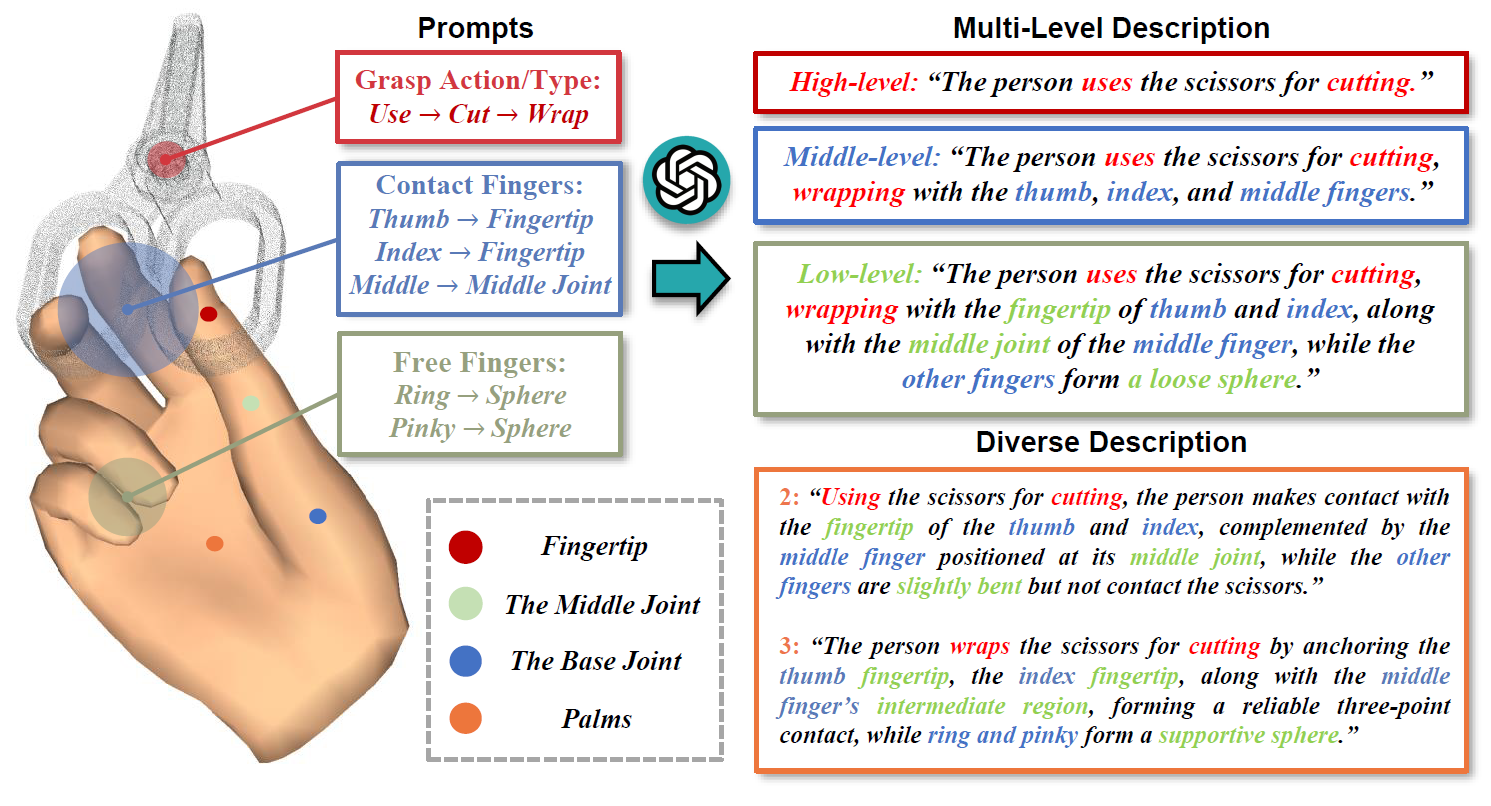 Prompts
Grasp Action/Type:
Use → Cut → Wrap
Contact Fingers:
Thumb → Fingertip
Index → Fingertip
Middle → Middle Joint
Free Fingers:
Ring → Sphere
Pinky → Sphere
Fingertip
The Middle Joint
The Base Joint
Palms
Multi-Level Description
High-level: “The person uses the scissors for cutting.”
Middle-level: “The person uses the scissors for cutting,
wrapping with the thumb, index, and middle fingers.”
Low-level: “The person uses the scissors for cutting,
wrapping with the fingertip of thumb and index, along
with the middle joint of the middle finger, while the
other fingers form a loose sphere.”
Diverse Description
2: “Using the scissors for cutting, the person makes contact with
the fingertip of the thumb and index, complemented by the
middle finger positioned at its middle joint, while the other
fingers are slightly bent but not contact the scissors.”
3: “The person wraps the scissors for cutting by anchoring the
thumb fingertip, the index fingertip, along with the middle
finger’s intermediate region, forming a reliable three-point
contact, while ring and pinky form a supportive sphere.”